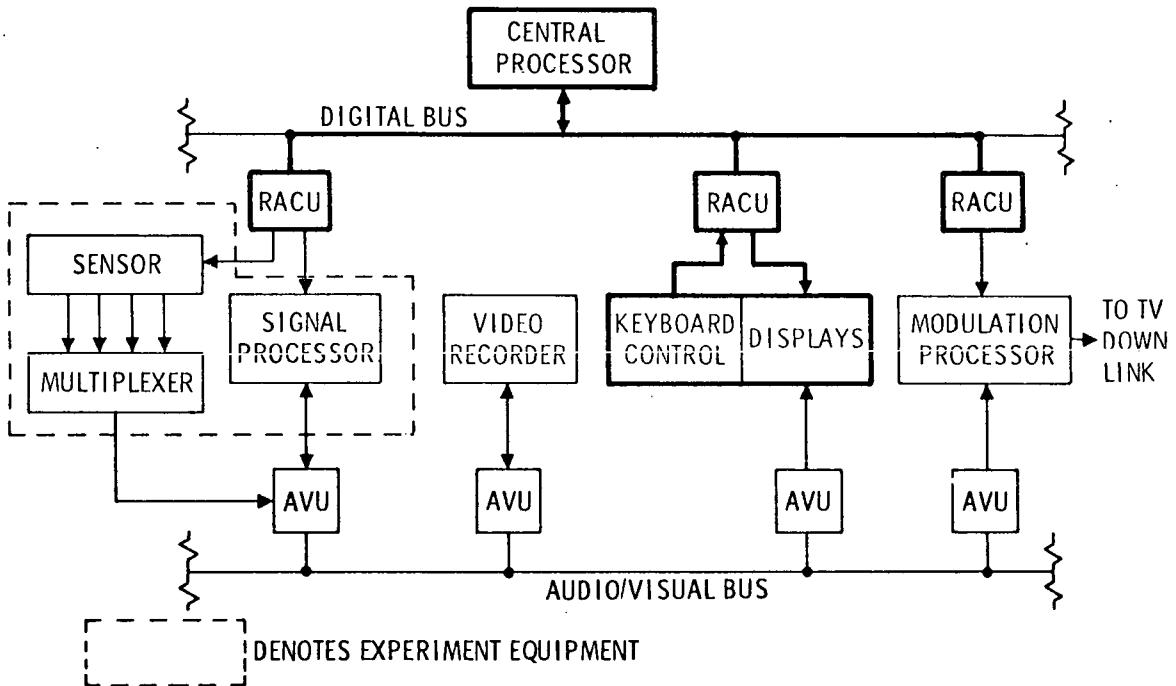 CENTRAL
PROCESSOR
DIGITAL BUS
RACU
RACU
RACU
SENSOR
MULTIPLEXER
SIGNAL
PROCESSOR
VIDEO
RECORDER
KEYBOARD
CONTROL
DISPLAYS
MODULATION
PROCESSOR
TO TV
DOWN
LINK
AVU
AVU
AVU
AVU
AUDIO/VISUAL BUS
DENOTES EXPERIMENT EQUIPMENT